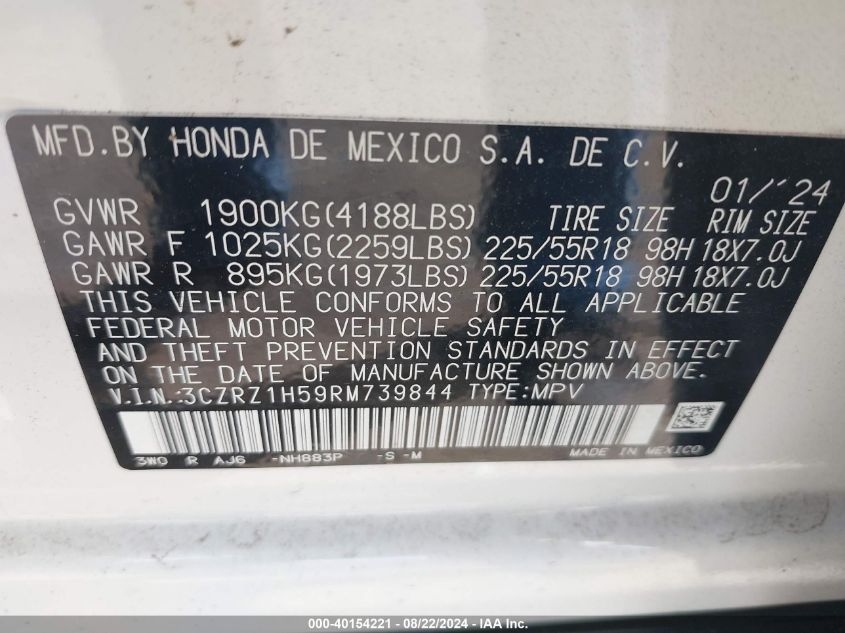 MFD.BY HONDA DE MEXICO S.A. DE C.V.
01/'24
GVWR 1900KG(4188LBS) TIRE SIZE RIM SIZE
GAWR F 1025KG(2259LBS) 225/55R18 98H 18X7.0J
GAWR R 895KG(1973LBS) 225/55R18 98H 18X7.0J
THIS VEHICLE CONFORMS TO ALL APPLICABLE
FEDERAL MOTOR VEHICLE SAFETY
AND THEFT PREVENTION STANDARDS IN EFFECT
ON THE DATE OF MANUFACTURE SHOWN ABOVE.
V.I.N.:3CZRZ1H59RM739844 TYPE:MPV
3W0 R AJ6 -NH883P -S -M MADE IN MEXICO
000-40154221 - 08/22/2024 - IAA Inc.